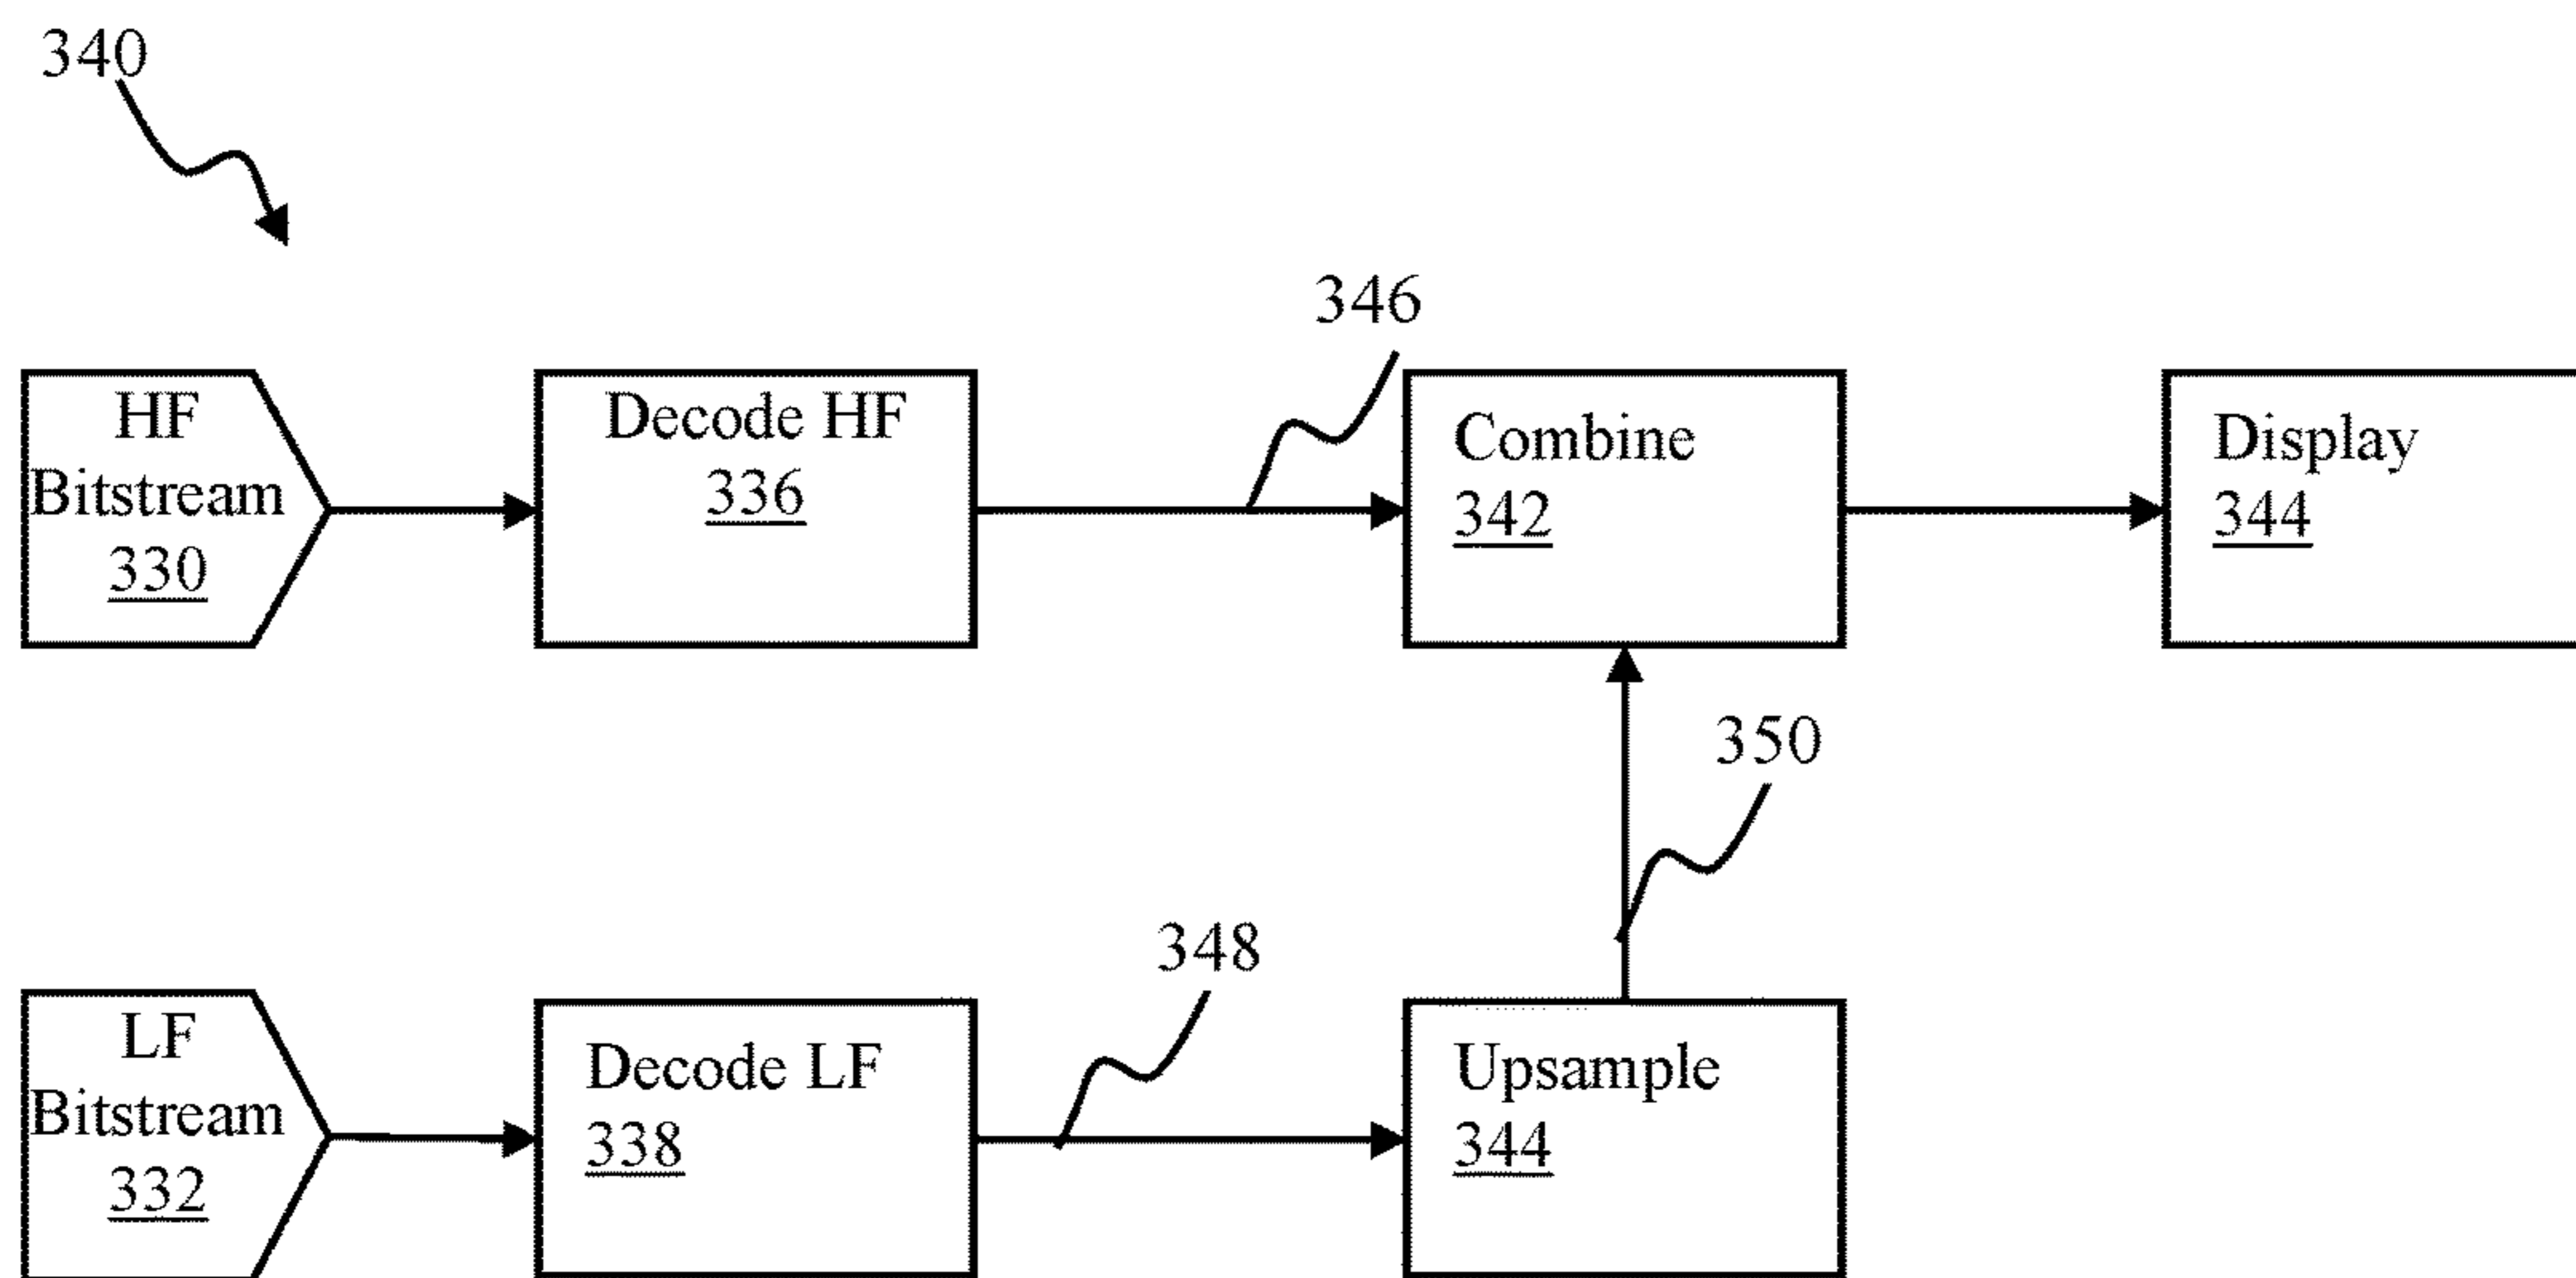 340
346
HF
Bitstream
330
Decode HF
336
Combine
342
Display
344
350
348
LF
Bitstream
332
Decode LF
338
Upsample
344